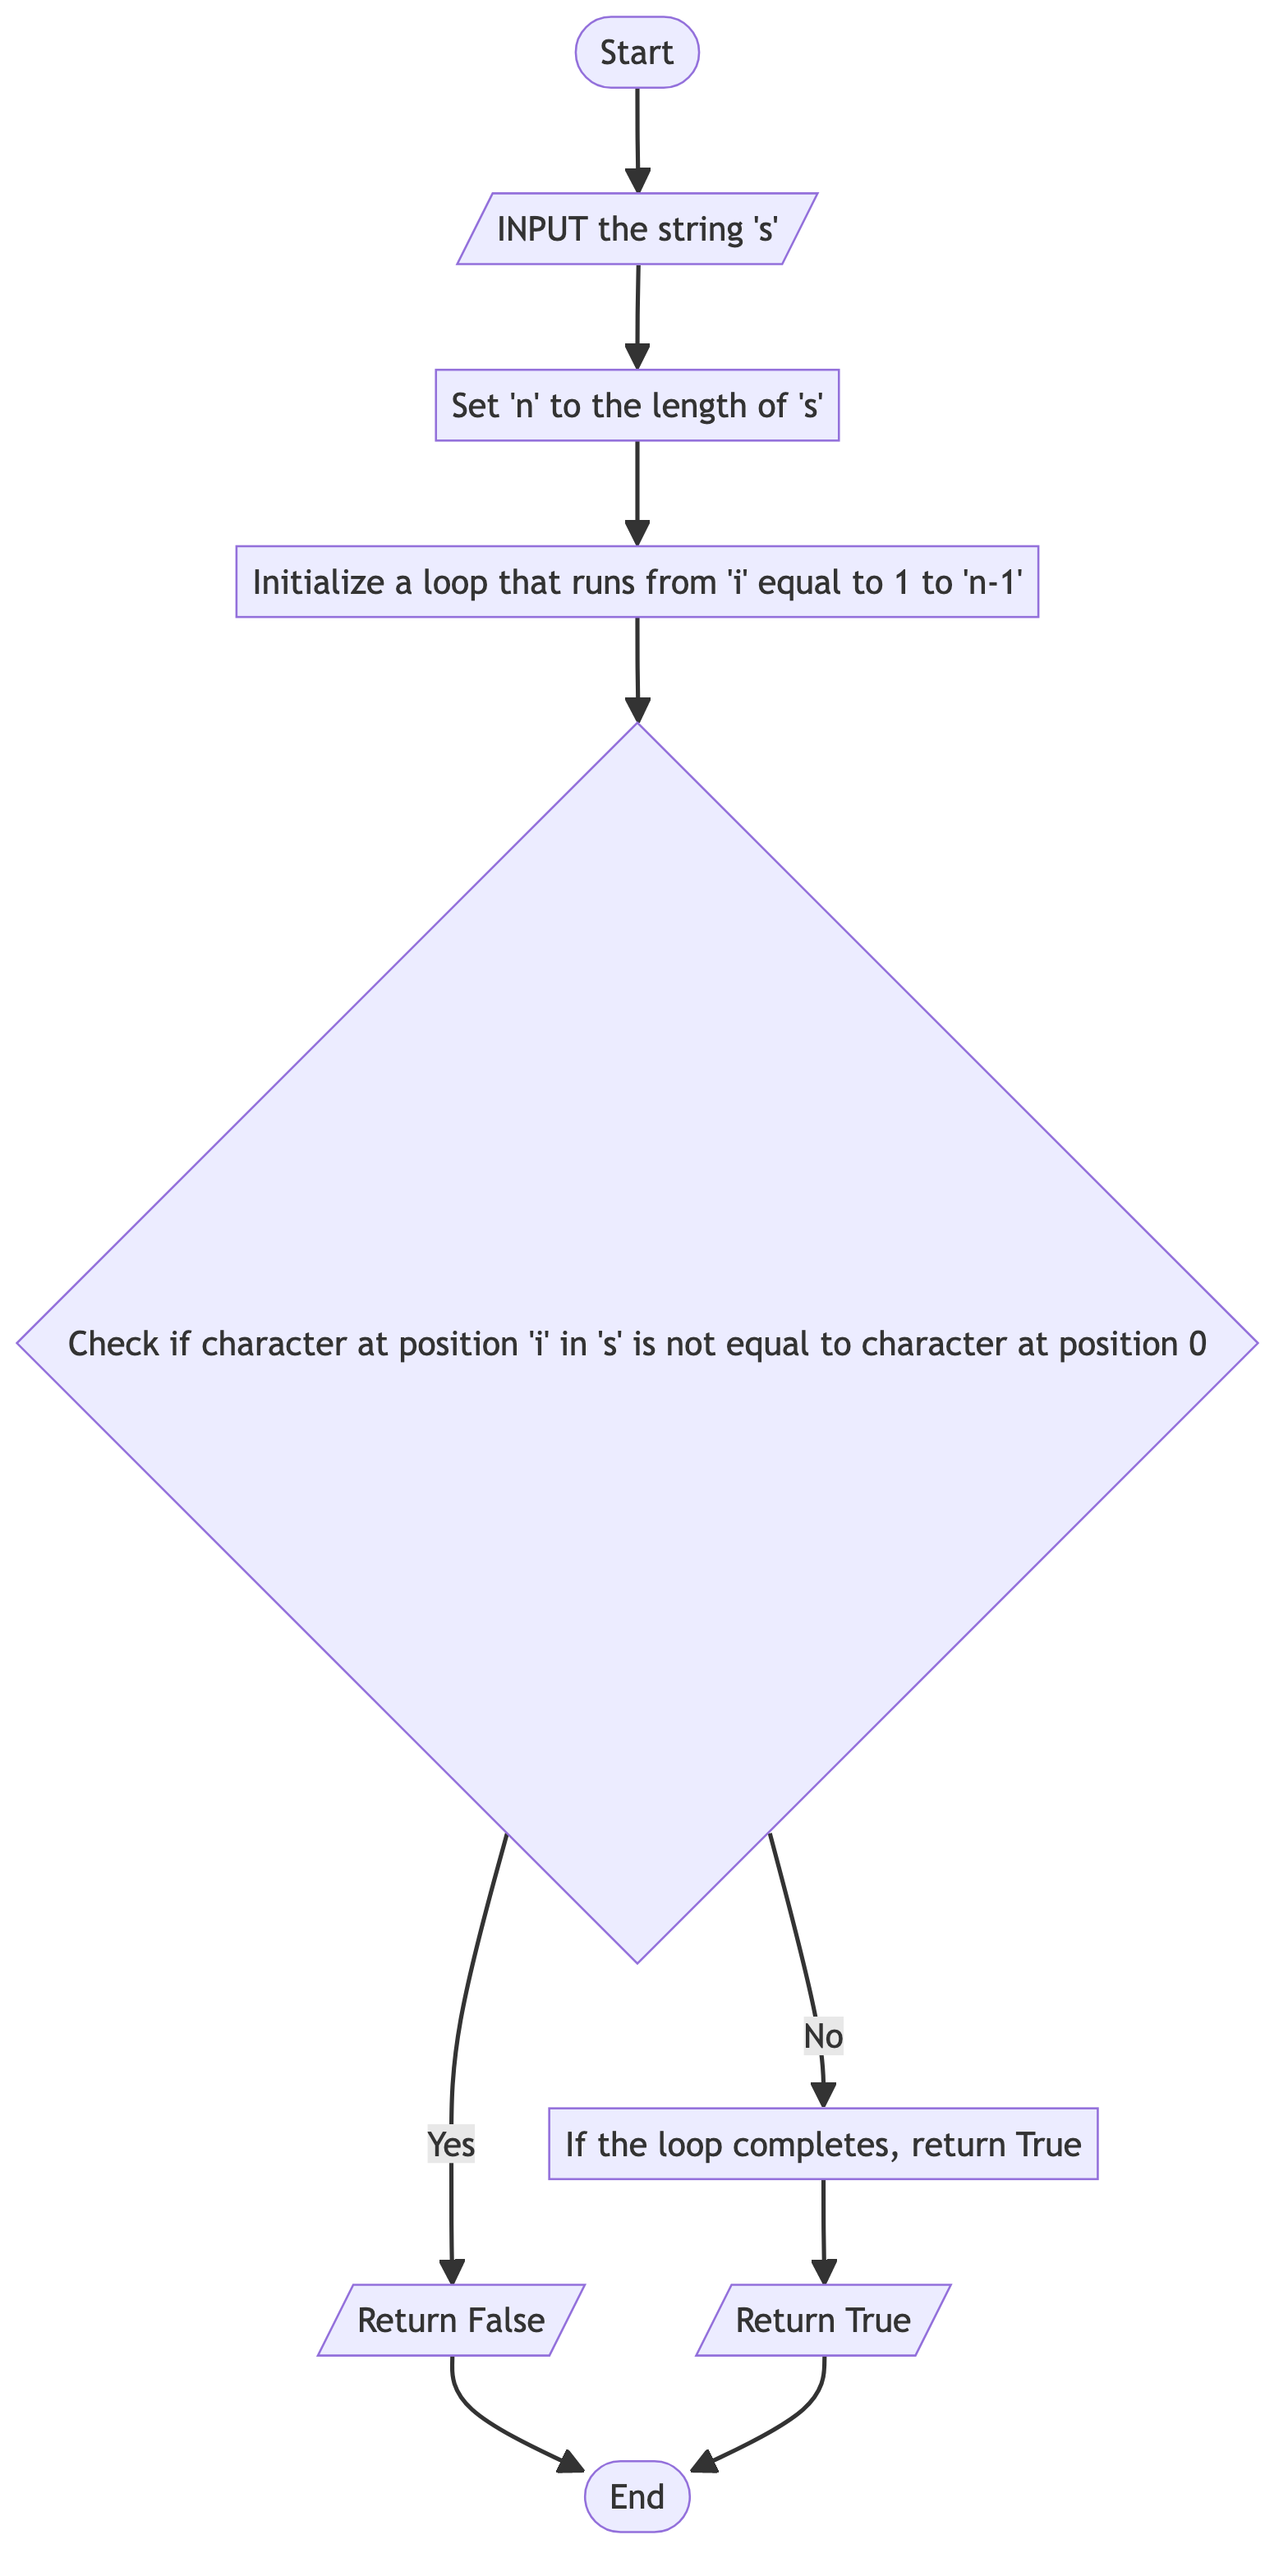 Start
INPUT the string 's'
Set 'n' to the length of 's'
Initialize a loop that runs from 'i' equal to 1 to 'n-1'
Check if character at position 'i' in 's' is not equal to character at position 0
No
Yes
If the loop completes, return True
Return False
Return True
End